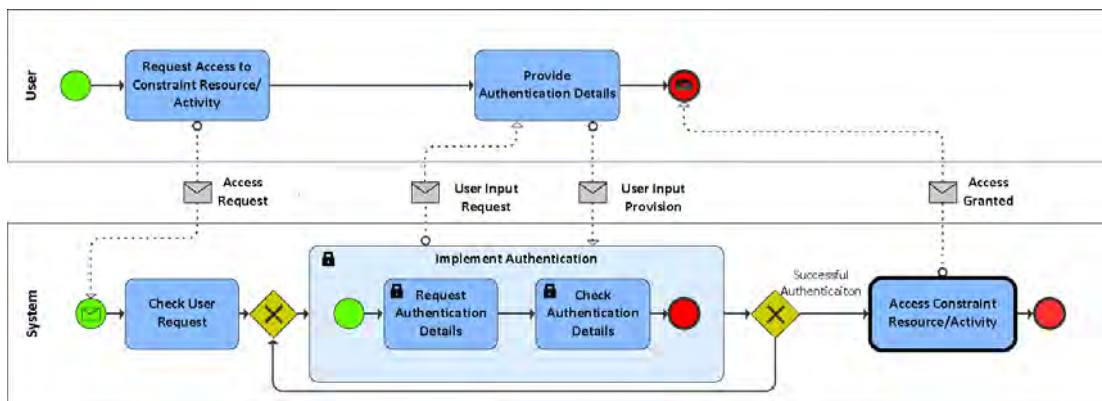 User
Request Access to
Constraint Resource/
Activity
Provide
Authentication Details
Access
Request
User Input
Request
User Input
Provision
Access
Granted
System
Check User
Request
Implement Authentication
Request
Authentication
Details
Check
Authentication
Details
Successful
Authenticaiton
Access Constraint
Resource/Activity